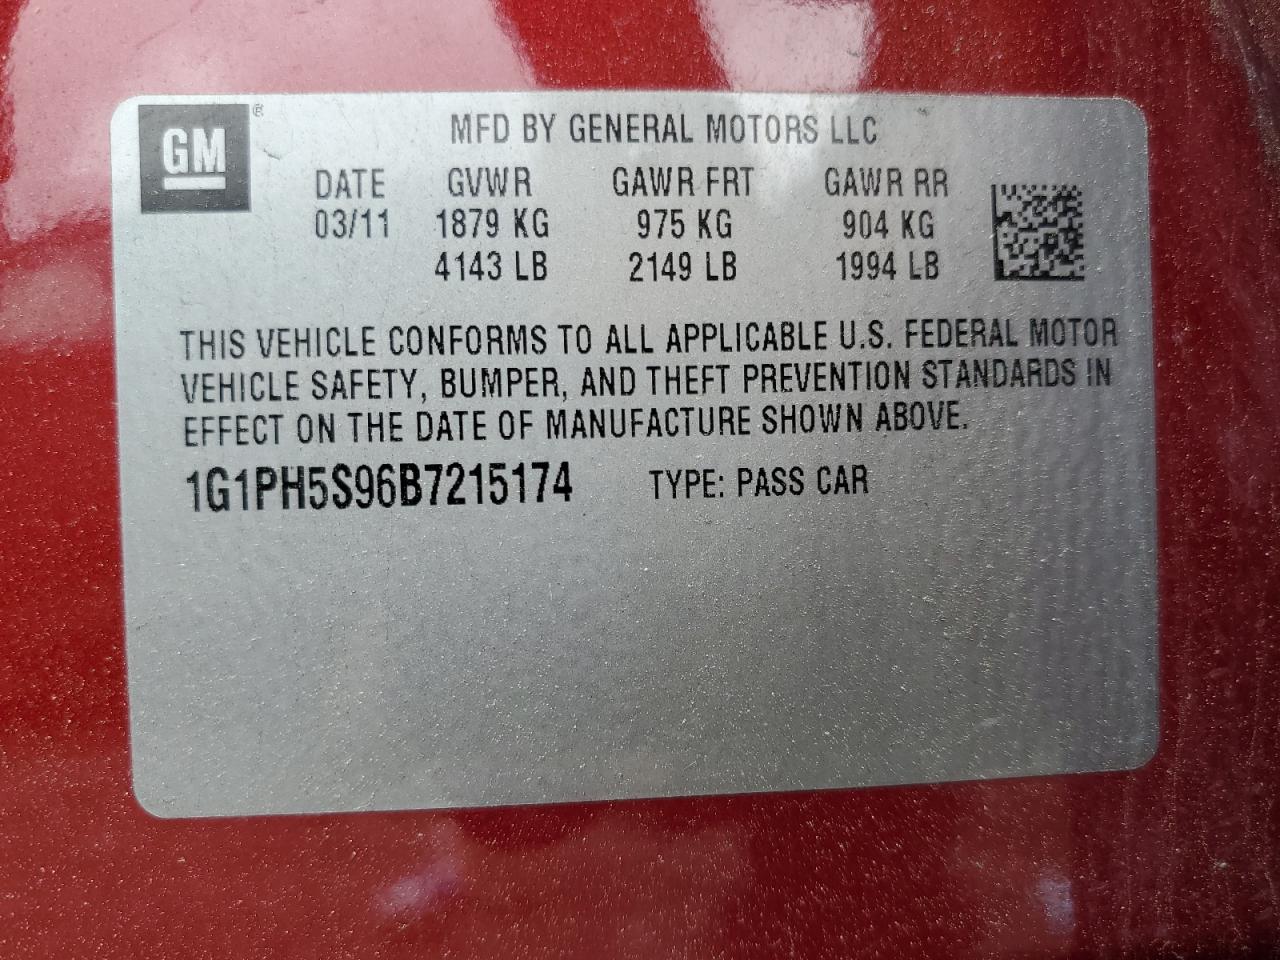 GM ®
MFD BY GENERAL MOTORS LLC
DATE GVWR GAWR FRT GAWR RR
03/11 1879 KG 975 KG 904 KG
4143 LB 2149 LB 1994 LB
THIS VEHICLE CONFORMS TO ALL APPLICABLE U.S. FEDERAL MOTOR
VEHICLE SAFETY, BUMPER, AND THEFT PREVENTION STANDARDS IN
EFFECT ON THE DATE OF MANUFACTURE SHOWN ABOVE.
1G1PH5S96B7215174 TYPE: PASS CAR